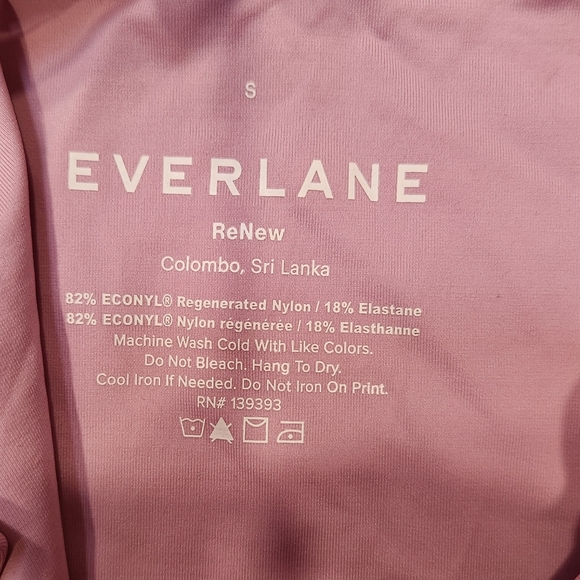 S
EVERLANE
ReNew
Colombo, Sri Lanka
82% ECONYL® Regenerated Nylon / 18% Elastane
82% ECONYL® Nylon régénérée / 18% Elasthanne
Machine Wash Cold With Like Colors.
Do Not Bleach. Hang To Dry.
Cool Iron If Needed. Do Not Iron On Print.
RN# 139393